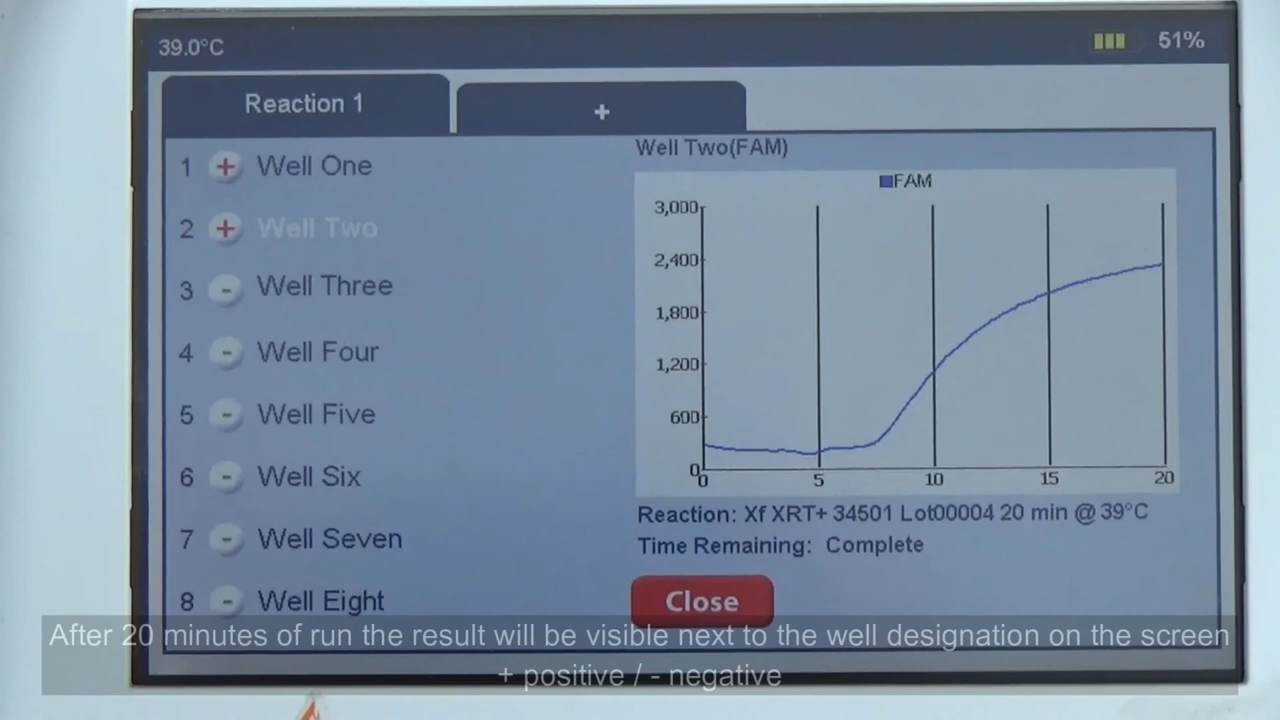 39.0°C
51%
Reaction 1
+
1 + Well One
2 + Well Two
3 - Well Three
4 - Well Four
5 - Well Five
6 - Well Six
7 - Well Seven
8 - Well Eight
Well Two(FAM)
FAM
3,000
2,400
1,800
1,200
600
0
0 5 10 15 20
Reaction: Xf XRT+ 34501 Lot00004 20 min @ 39°C
Time Remaining: Complete
Close
After 20 minutes of run the result will be visible next to the well designation on the screen
+ positive / - negative